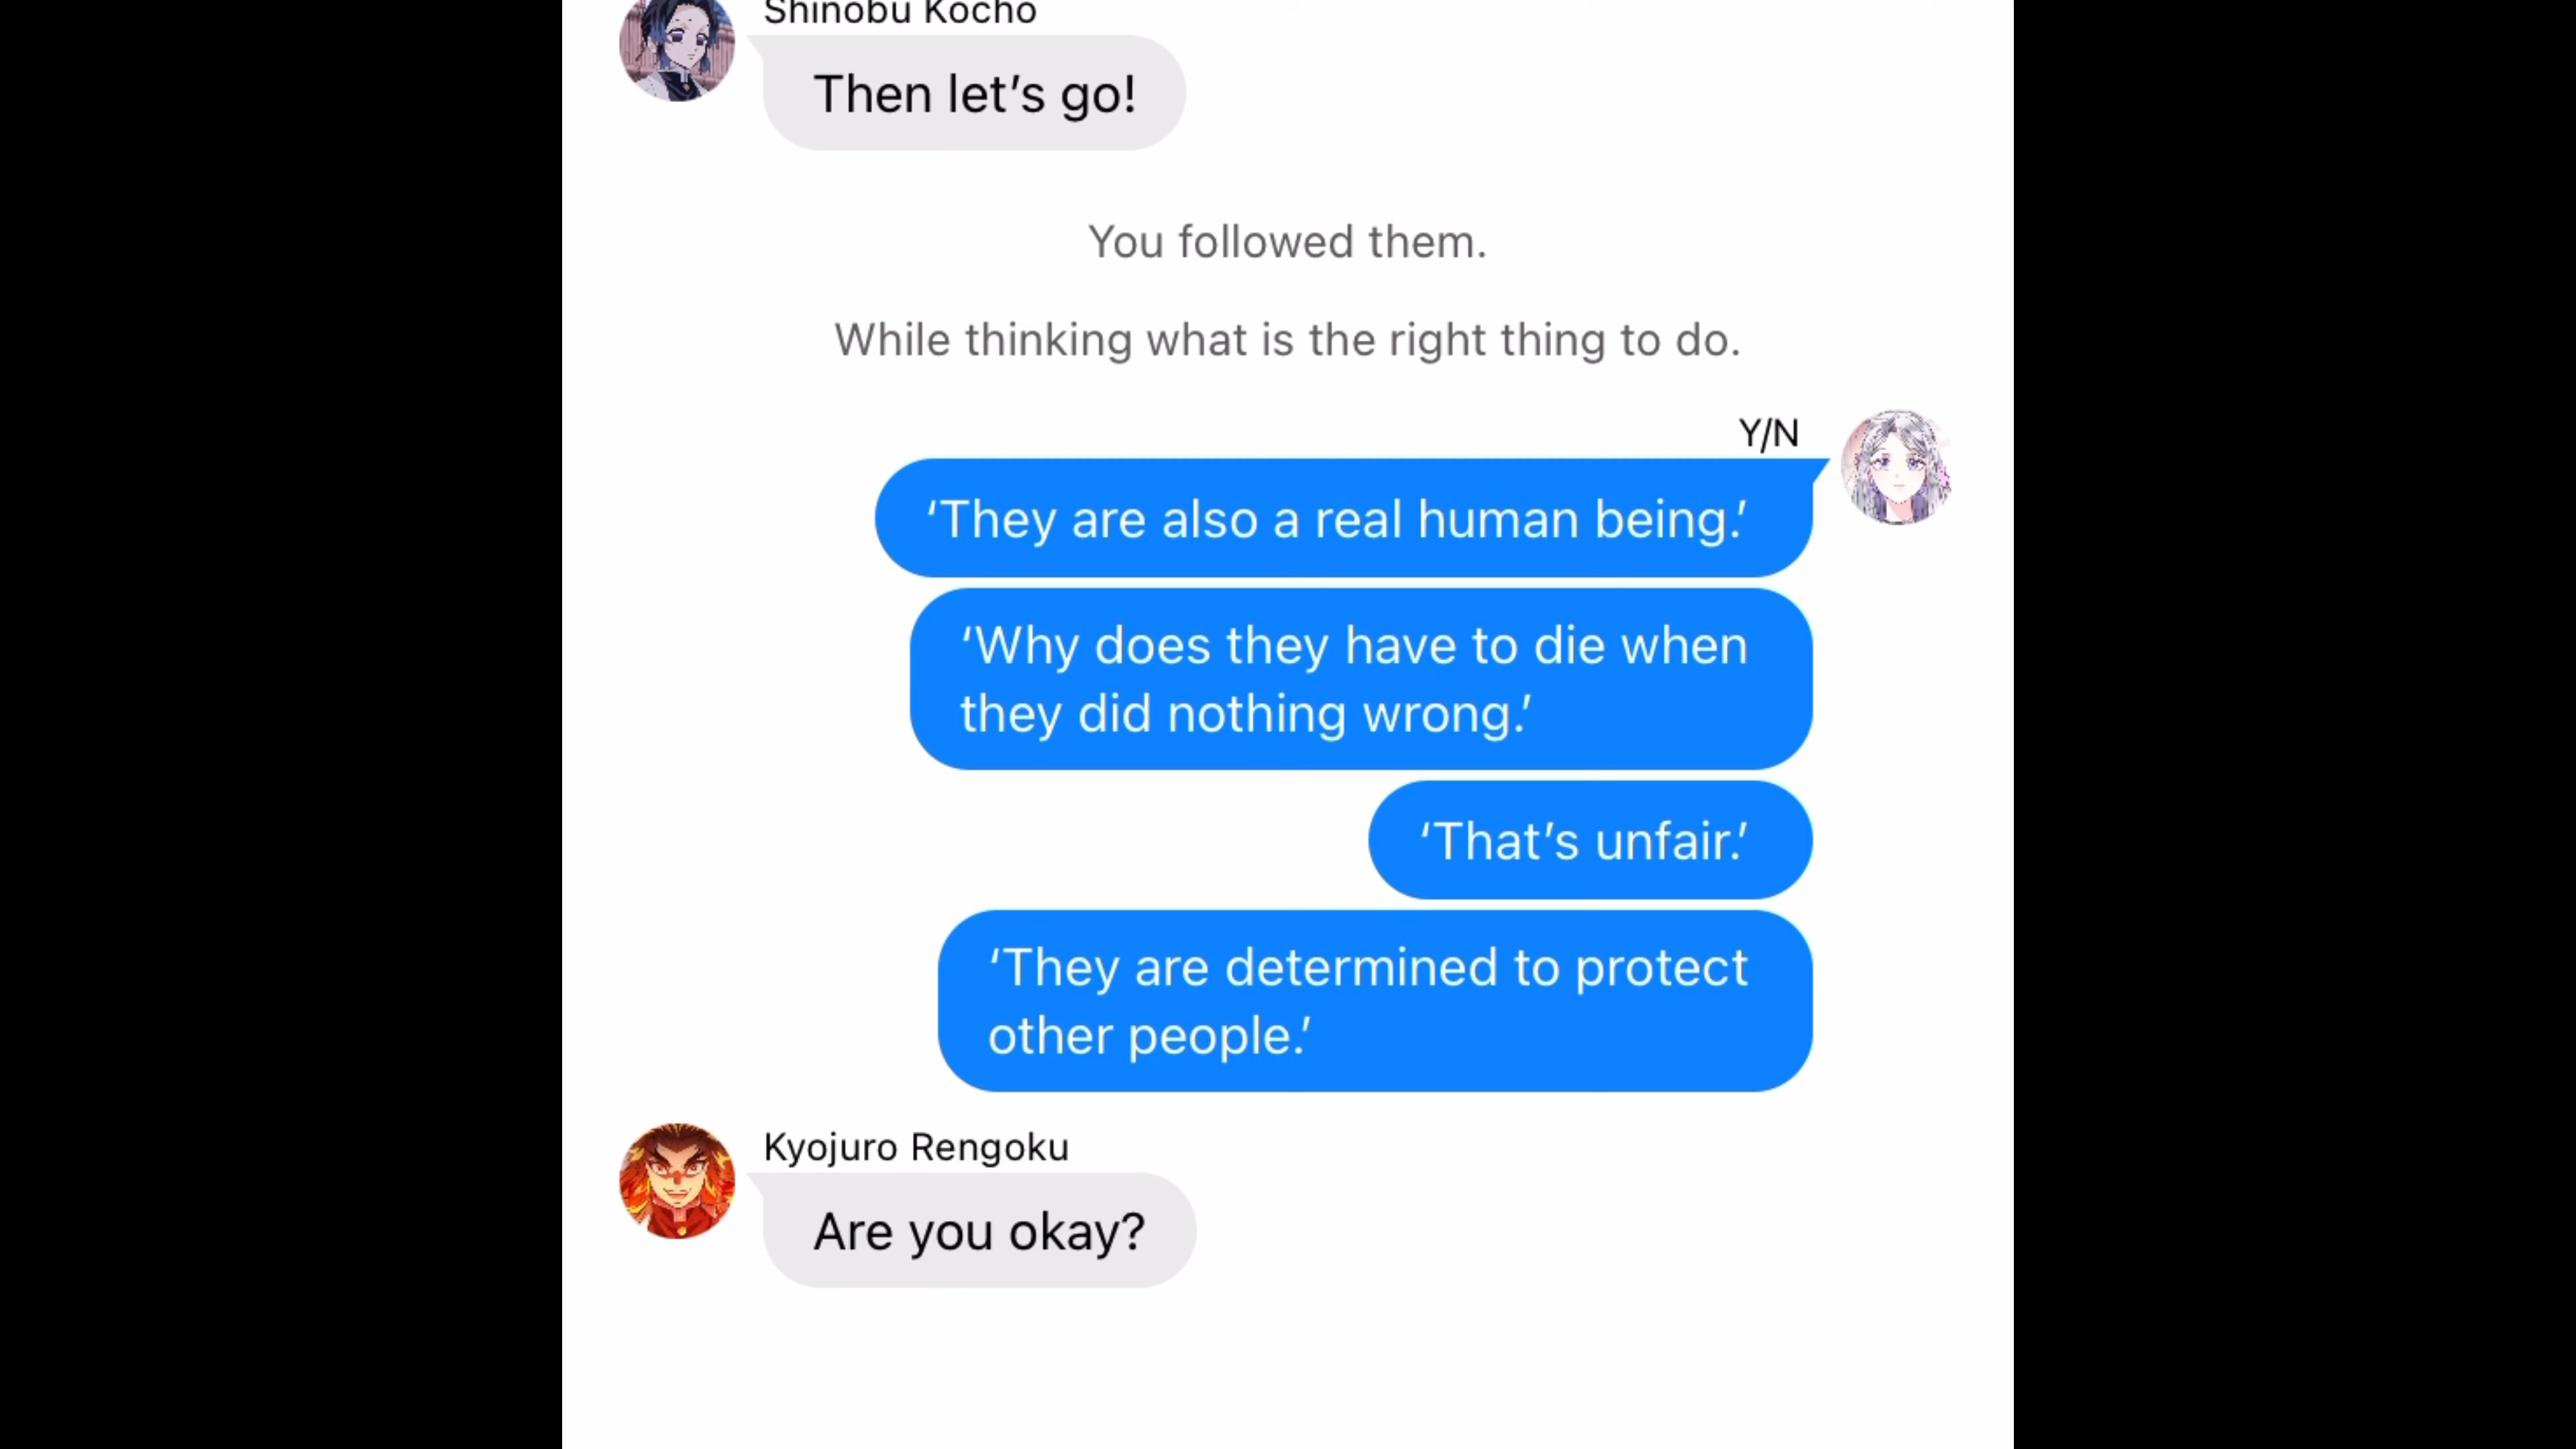 Shinobu Kocho
Then let’s go!
You followed them.
While thinking what is the right thing to do.
Y/N
‘They are also a real human being.’
‘Why does they have to die when
they did nothing wrong.’
‘That’s unfair.’
‘They are determined to protect
other people.’
Kyojuro Rengoku
Are you okay?